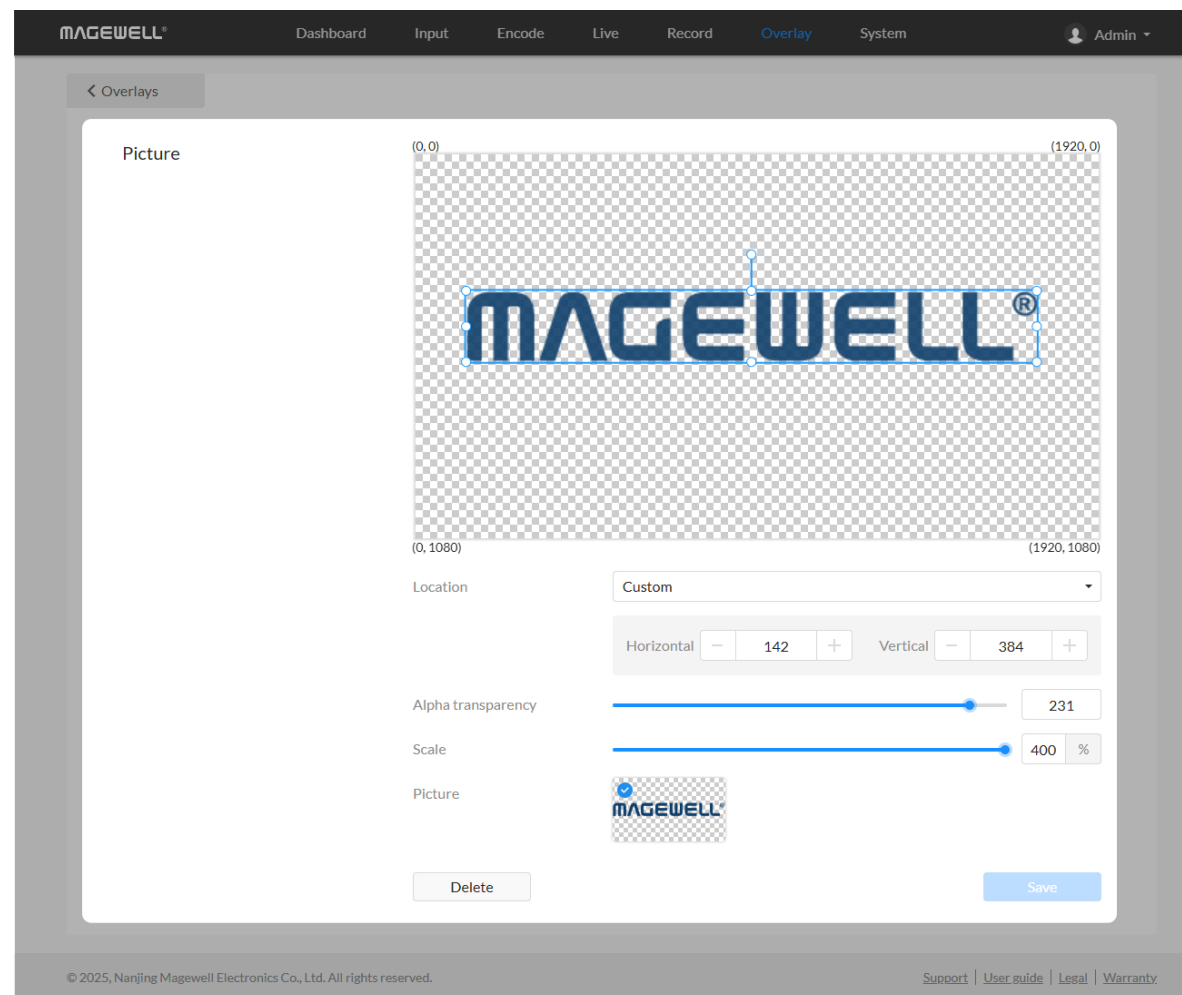 MAGEWELL® Dashboard Input Encode Live Record Overlay System Admin
Overlays
Picture
(0, 0) (1920, 0)
MAGEWELL®
(0, 1080) (1920, 1080)
Location Custom
Horizontal − 142 + Vertical − 384 +
Alpha transparency 231
Scale 400 %
Picture MAGEWELL®
Delete Save
© 2025, Nanjing Magewell Electronics Co., Ltd. All rights reserved. Support | User guide | Legal | Warranty